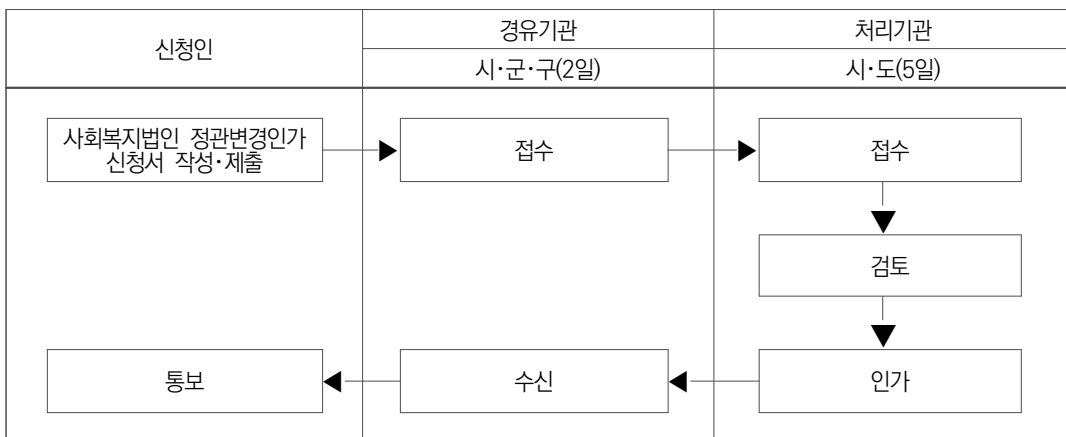 신청인
경유기관
처리기관
시·군·구(2일)
시·도(5일)
사회복지법인 정관변경인가
신청서 작성·제출
접수
접수
검토
통보
수신
인가